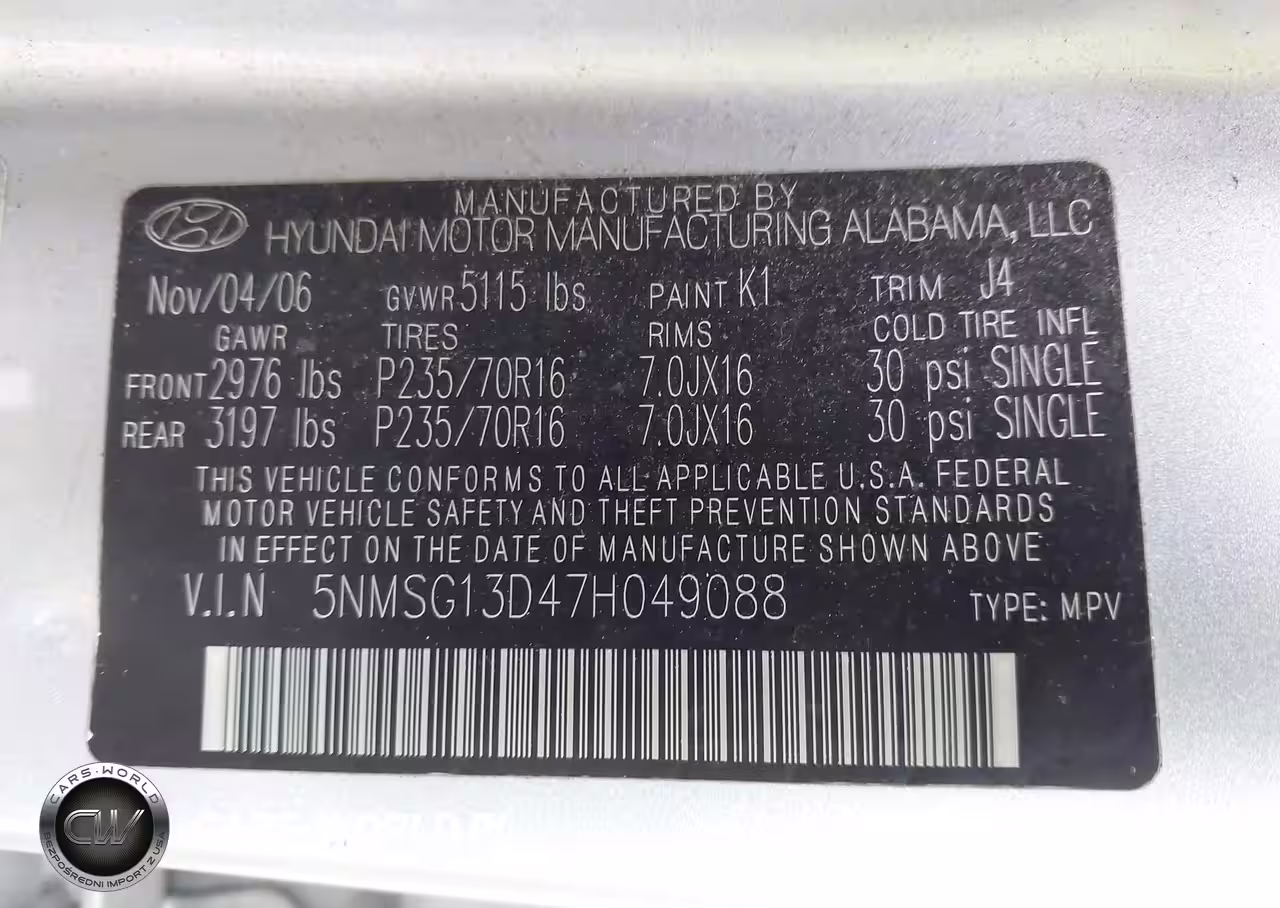 MANUFACTURED BY
HYUNDAI MOTOR MANUFACTURING ALABAMA, LLC
Nov/04/06 GVWR 5115 lbs PAINT K1 TRIM J4
GAWR TIRES RIMS COLD TIRE INFL
FRONT 2976 lbs P235/70R16 7.0JX16 30 psi SINGLE
REAR 3197 lbs P235/70R16 7.0JX16 30 psi SINGLE
THIS VEHICLE CONFORMS TO ALL APPLICABLE U.S.A. FEDERAL
MOTOR VEHICLE SAFETY AND THEFT PREVENTION STANDARDS
IN EFFECT ON THE DATE OF MANUFACTURE SHOWN ABOVE
V.I.N 5NMSG13D47H049088 TYPE: MPV
CARS-WORLD
CW
BEZPOŚREDNI IMPORT Z USA